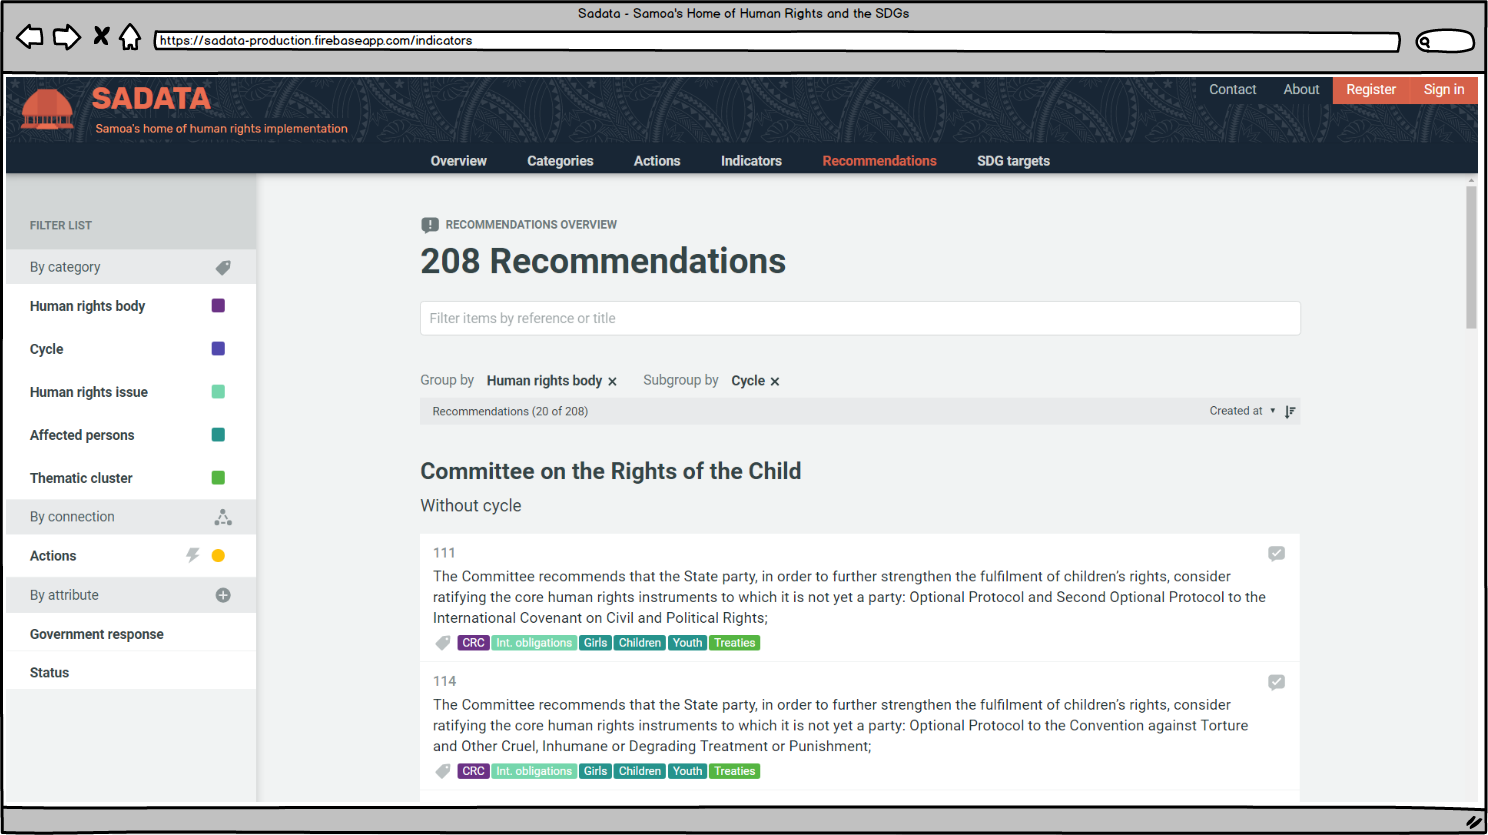 Sadata - Samoa's Home of Human Rights and the SDGs
https://sadata-production.firebaseapp.com/indicators
SADATA
Samoa's home of human rights implementation
Contact About Register Sign in
Overview Categories Actions Indicators Recommendations SDG targets
FILTER LIST
By category
Human rights body
Cycle
Human rights issue
Affected persons
Thematic cluster
By connection
Actions
By attribute
Government response
Status
RECOMMENDATIONS OVERVIEW
208 Recommendations
Filter items by reference or title
Group by Human rights body × Subgroup by Cycle ×
Recommendations (20 of 208) Created at
Committee on the Rights of the Child
Without cycle
111
The Committee recommends that the State party, in order to further strengthen the fulfilment of children’s rights, consider
ratifying the core human rights instruments to which it is not yet a party: Optional Protocol and Second Optional Protocol to the
International Covenant on Civil and Political Rights;
CRC Int. obligations Girls Children Youth Treaties
114
The Committee recommends that the State party, in order to further strengthen the fulfilment of children’s rights, consider
ratifying the core human rights instruments to which it is not yet a party: Optional Protocol to the Convention against Torture
and Other Cruel, Inhumane or Degrading Treatment or Punishment;
CRC Int. obligations Girls Children Youth Treaties